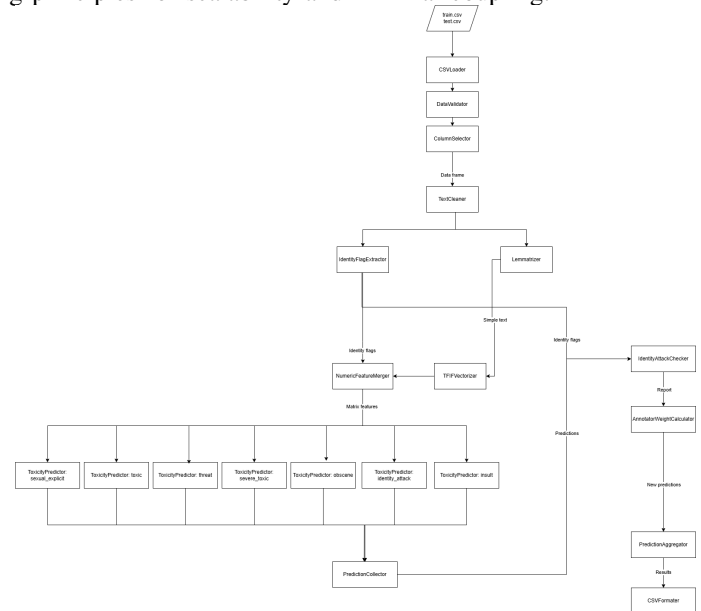 train.csv
test.csv
CSVLoader
DataValidator
ColumnSelector
Data frame
TextCleaner
IdentityFlagExtractor
Lemmatrizer
Simple text
Identity flags
Identity flags
IdentityAttackChecker
NumericFeatureMerger
TFIFVectorizer
Report
Matrix features
AnnotatorWeightCalculator
Predictions
ToxicityPredictor:
sexual_explicit
ToxicityPredictor: toxic
ToxicityPredictor: threat
ToxicityPredictor:
severe_toxic
ToxicityPredictor: obscene
ToxicityPredictor:
identity_attack
ToxicityPredictor: insult
New predictions
PredictionAggregator
PredictionCollector
Results
CSVFormater